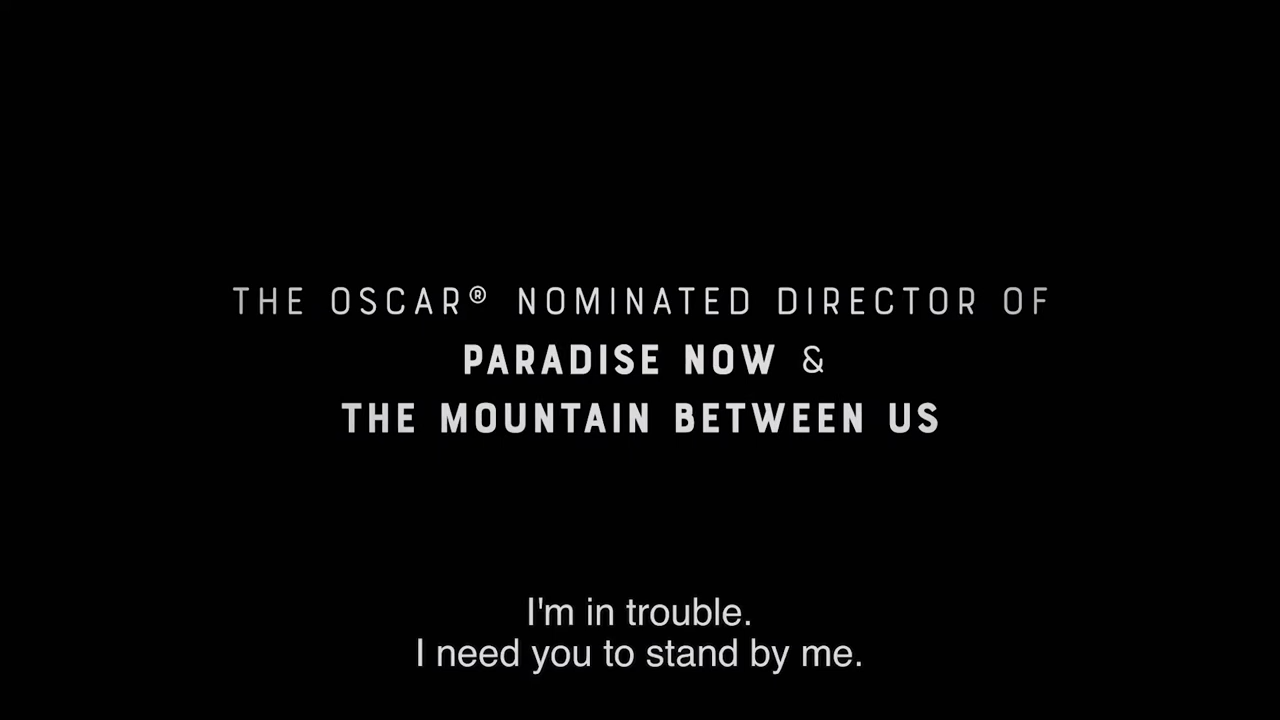 THE OSCAR® NOMINATED DIRECTOR OF
PARADISE NOW &
THE MOUNTAIN BETWEEN US
I'm in trouble.
I need you to stand by me.